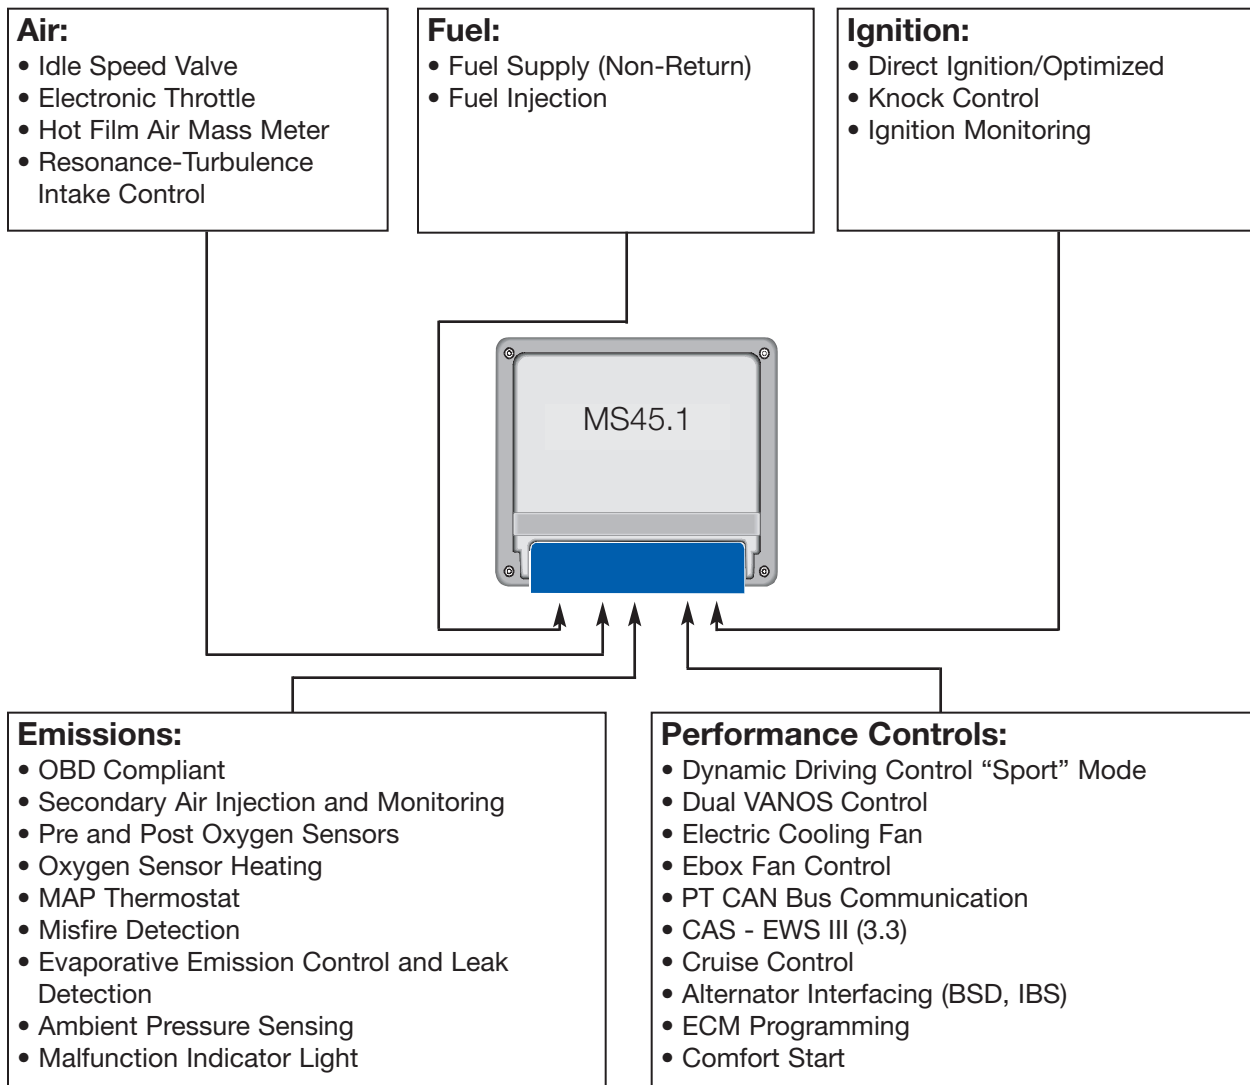 Air:
• Idle Speed Valve
• Electronic Throttle
• Hot Film Air Mass Meter
• Resonance-Turbulence
Intake Control
Fuel:
• Fuel Supply (Non-Return)
• Fuel Injection
Ignition:
• Direct Ignition/Optimized
• Knock Control
• Ignition Monitoring
MS45.1
Emissions:
• OBD Compliant
• Secondary Air Injection and Monitoring
• Pre and Post Oxygen Sensors
• Oxygen Sensor Heating
• MAP Thermostat
• Misfire Detection
• Evaporative Emission Control and Leak
Detection
• Ambient Pressure Sensing
• Malfunction Indicator Light
Performance Controls:
• Dynamic Driving Control “Sport” Mode
• Dual VANOS Control
• Electric Cooling Fan
• Ebox Fan Control
• PT CAN Bus Communication
• CAS - EWS III (3.3)
• Cruise Control
• Alternator Interfacing (BSD, IBS)
• ECM Programming
• Comfort Start